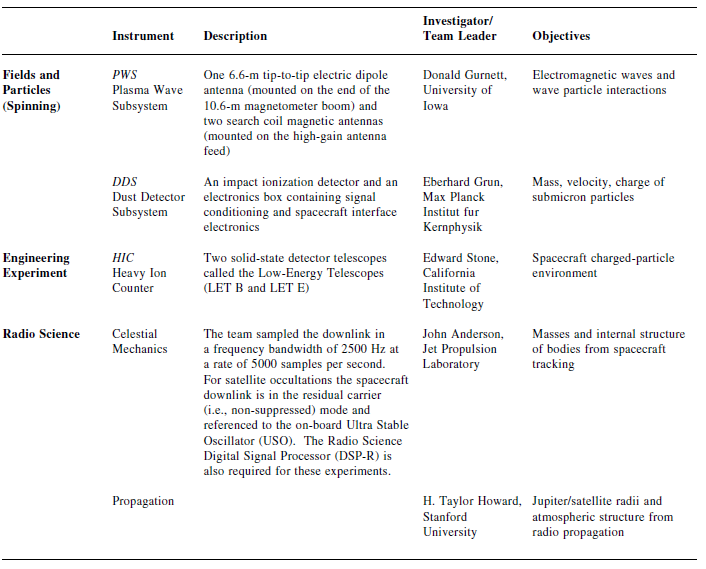 Investigator/
Instrument Description Team Leader Objectives
Fields and PWS One 6.6-m tip-to-tip electric dipole Donald Gurnett, Electromagnetic waves and
Particles Plasma Wave antenna (mounted on the end of the University of wave particle interactions
(Spinning) Subsystem 10.6-m magnetometer boom) and Iowa
two search coil magnetic antennas
(mounted on the high-gain antenna
feed)
DDS An impact ionization detector and an Eberhard Grun, Mass, velocity, charge of
Dust Detector electronics box containing signal Max Planck submicron particles
Subsystem conditioning and spacecraft interface Institut fur
electronics Kernphysik
Engineering HIC Two solid-state detector telescopes Edward Stone, Spacecraft charged-particle
Experiment Heavy Ion called the Low-Energy Telescopes California environment
Counter (LET B and LET E) Institute of
Technology
Radio Science Celestial The team sampled the downlink in John Anderson, Masses and internal structure
Mechanics a frequency bandwidth of 2500 Hz at Jet Propulsion of bodies from spacecraft
a rate of 5000 samples per second. Laboratory tracking
For satellite occultations the spacecraft
downlink is in the residual carrier
(i.e., non-suppressed) mode and
referenced to the on-board Ultra Stable
Oscillator (USO). The Radio Science
Digital Signal Processor (DSP-R) is
also required for these experiments.
Propagation H. Taylor Howard, Jupiter/satellite radii and
Stanford atmospheric structure from
University radio propagation